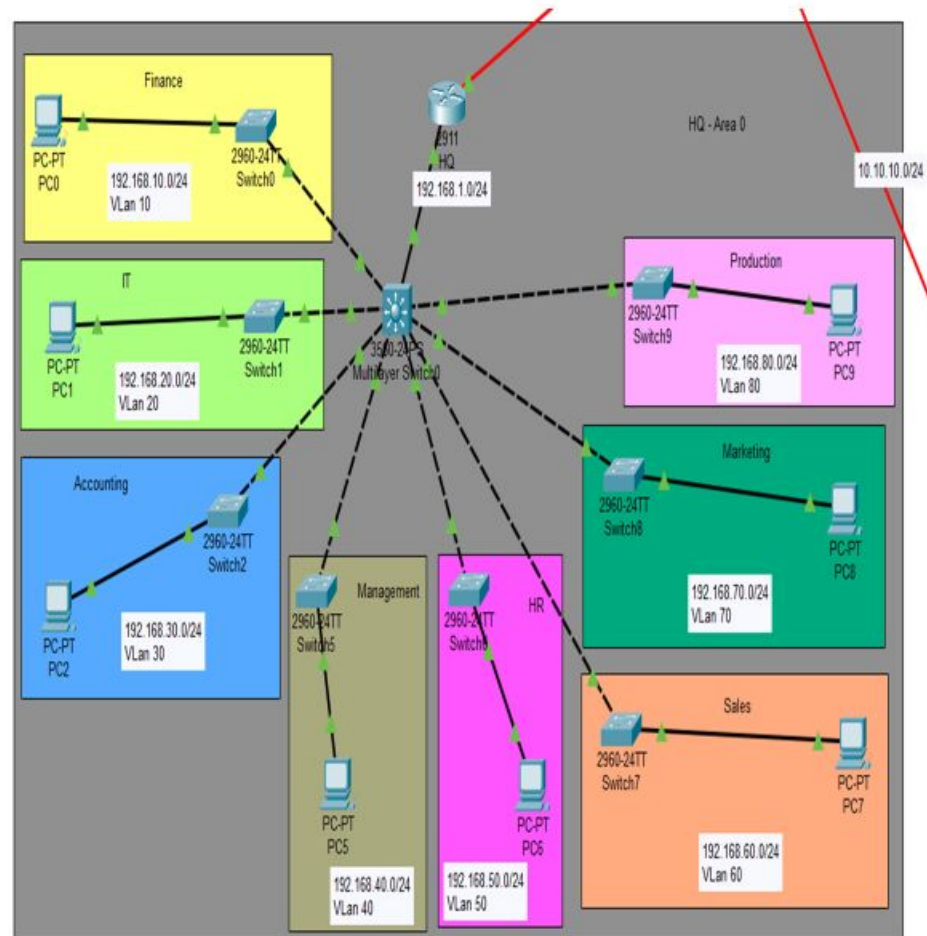 Finance
PC-PT
PC0
2960-24TT
Switch0
192.168.10.0/24
VLan 10
2911
HQ
192.168.1.0/24
HQ - Area 0
10.10.10.0/24
IT
PC-PT
PC1
2960-24TT
Switch1
192.168.20.0/24
VLan 20
Multilayer Switch0
Production
2960-24TT
Switch9
PC-PT
PC9
192.168.80.0/24
VLan 80
Accounting
2960-24TT
Switch2
PC-PT
PC2
192.168.30.0/24
VLan 30
Marketing
2960-24TT
Switch8
PC-PT
PC8
192.168.70.0/24
VLan 70
Management
2960-24TT
Switch5
PC-PT
PC5
192.168.40.0/24
VLan 40
HR
2960-24TT
PC-PT
PC6
192.168.50.0/24
VLan 50
Sales
2960-24TT
Switch7
PC-PT
PC7
192.168.60.0/24
VLan 60